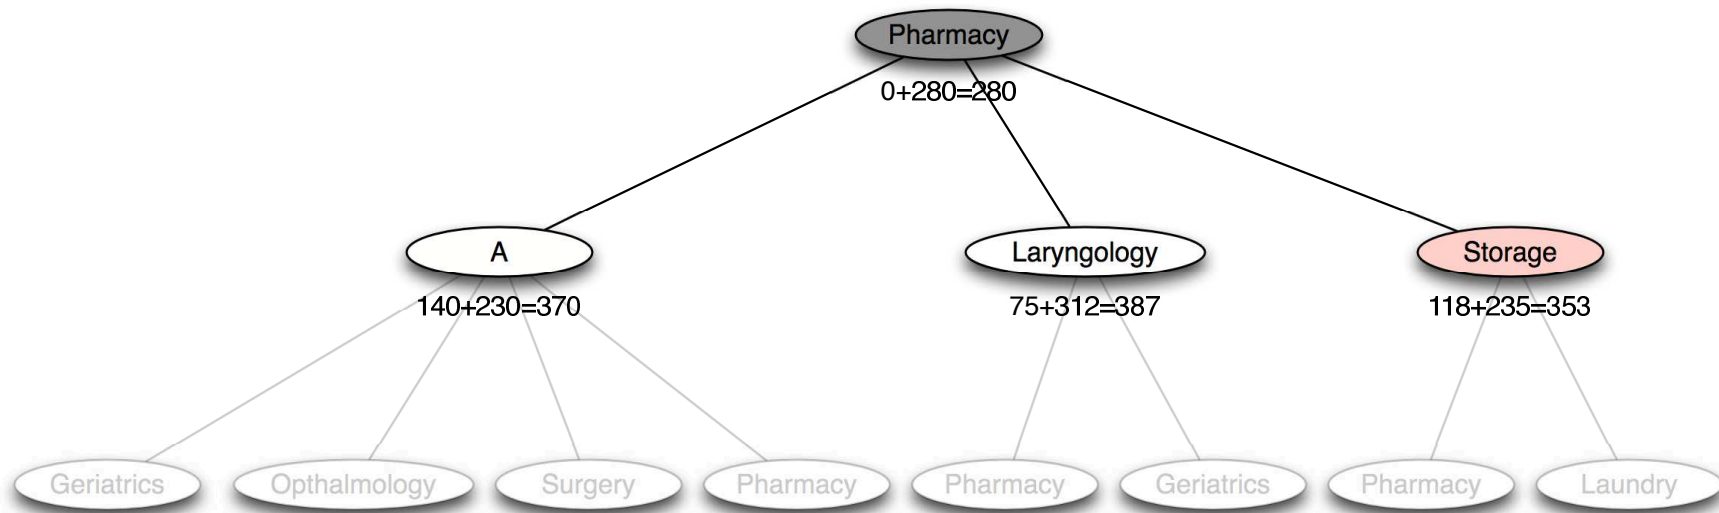 Pharmacy
0+280=280
A
Laryngology
Storage
140+230=370
75+312=387
118+235=353
Geriatrics
Opthalmology
Surgery
Pharmacy
Pharmacy
Geriatrics
Pharmacy
Laundry